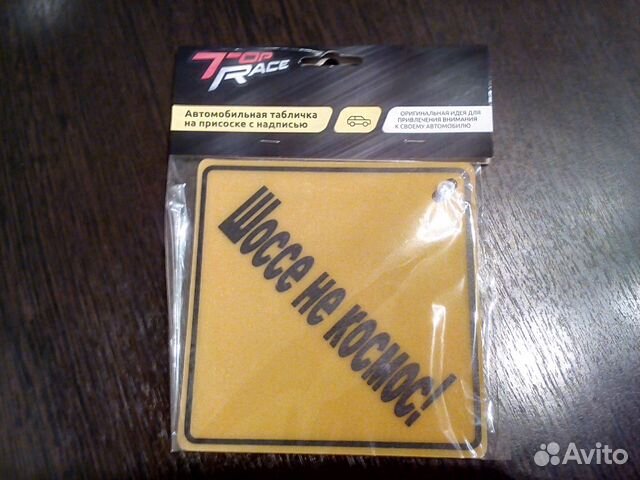 TOP
RACE
Автомобильная табличка
на присоске с надписью
ОРИГИНАЛЬНАЯ ИДЕЯ ДЛЯ
ПРИВЛЕЧЕНИЯ ВНИМАНИЯ
К СВОЕМУ АВТОМОБИЛЮ
Шоссе не космос!
Avito